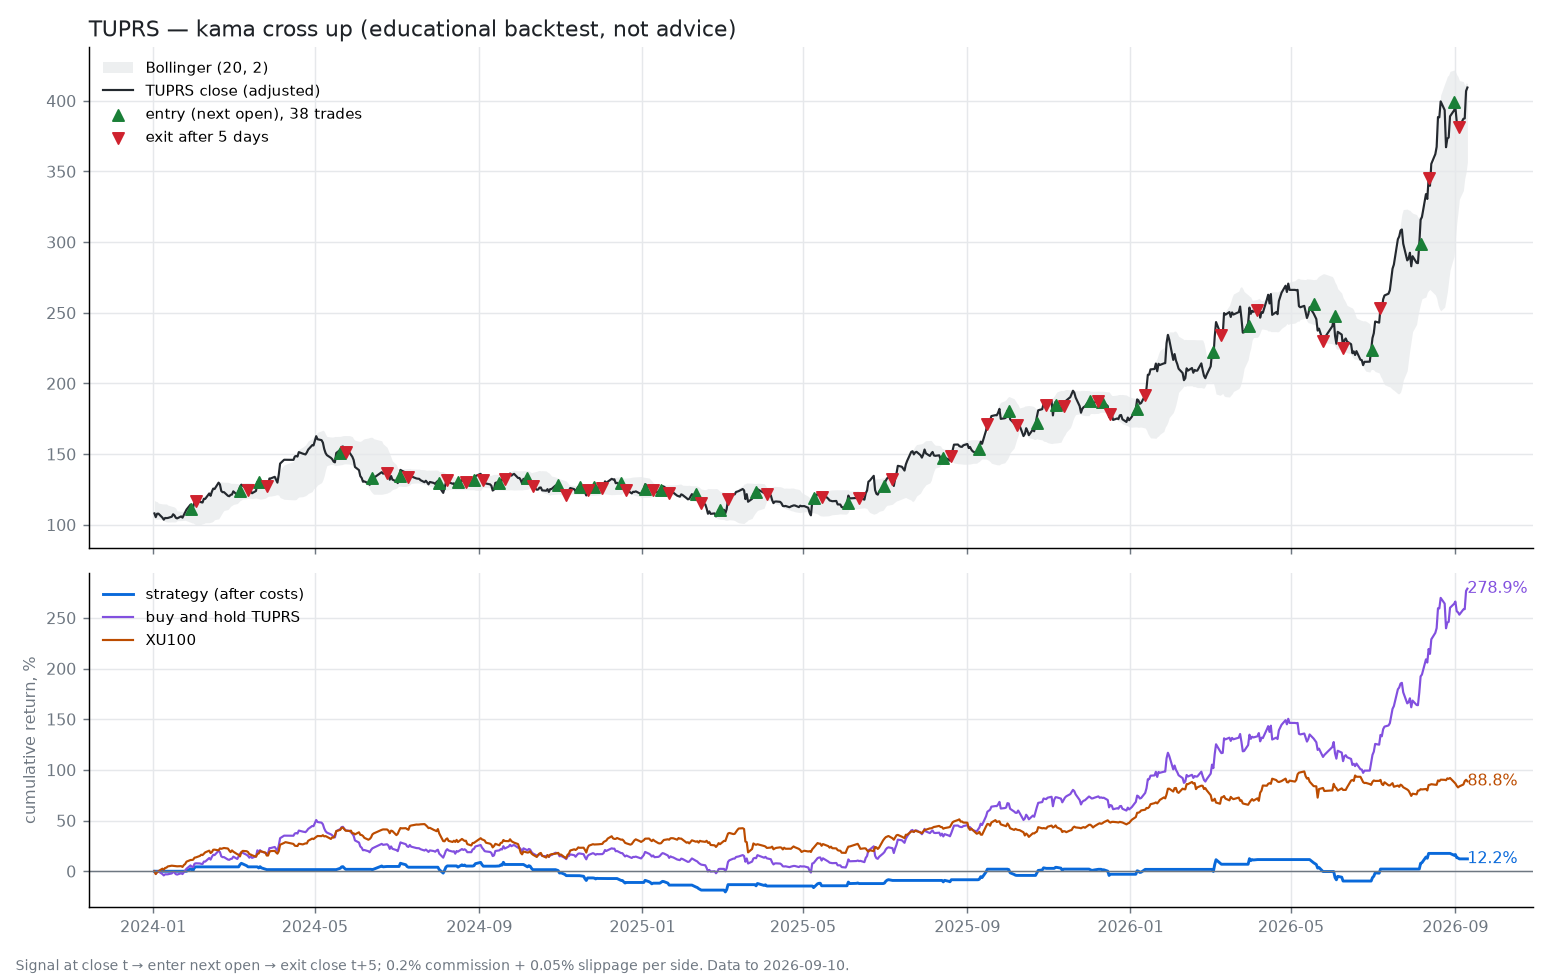 TUPRS — kama cross up (educational backtest, not advice)
Bollinger (20, 2)
TUPRS close (adjusted)
entry (next open), 38 trades
exit after 5 days
400
350
300
250
200
150
100
strategy (after costs)
buy and hold TUPRS
XU100
cumulative return, %
250
200
150
100
50
0
278.9%
88.8%
12.2%
2024-01
2024-05
2024-09
2025-01
2025-05
2025-09
2026-01
2026-05
2026-09
Signal at close t → enter next open → exit close t+5; 0.2% commission + 0.05% slippage per side. Data to 2026-09-10.